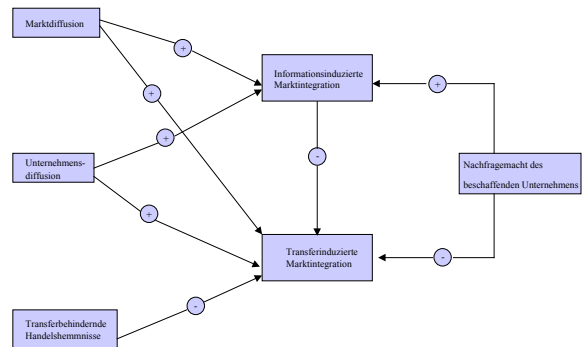 Marktdiffusion
+
Informationsinduzierte
Marktintegration
+
+
+
-
Unternehmens-
diffusion
Nachfragemacht des
beschaffenden Unternehmens
+
Transferinduzierte
Marktintegration
-
-
Transferbehindernde
Handelshemmnisse